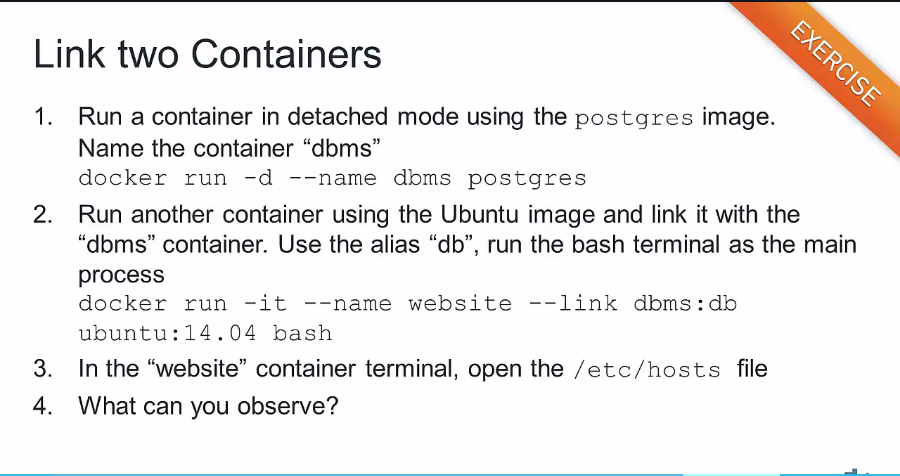 Link two Containers
EXERCISE
1. Run a container in detached mode using the postgres image.
Name the container “dbms”
docker run -d --name dbms postgres
2. Run another container using the Ubuntu image and link it with the
“dbms” container. Use the alias “db”, run the bash terminal as the main
process
docker run -it --name website --link dbms:db
ubuntu:14.04 bash
3. In the “website” container terminal, open the /etc/hosts file
4. What can you observe?